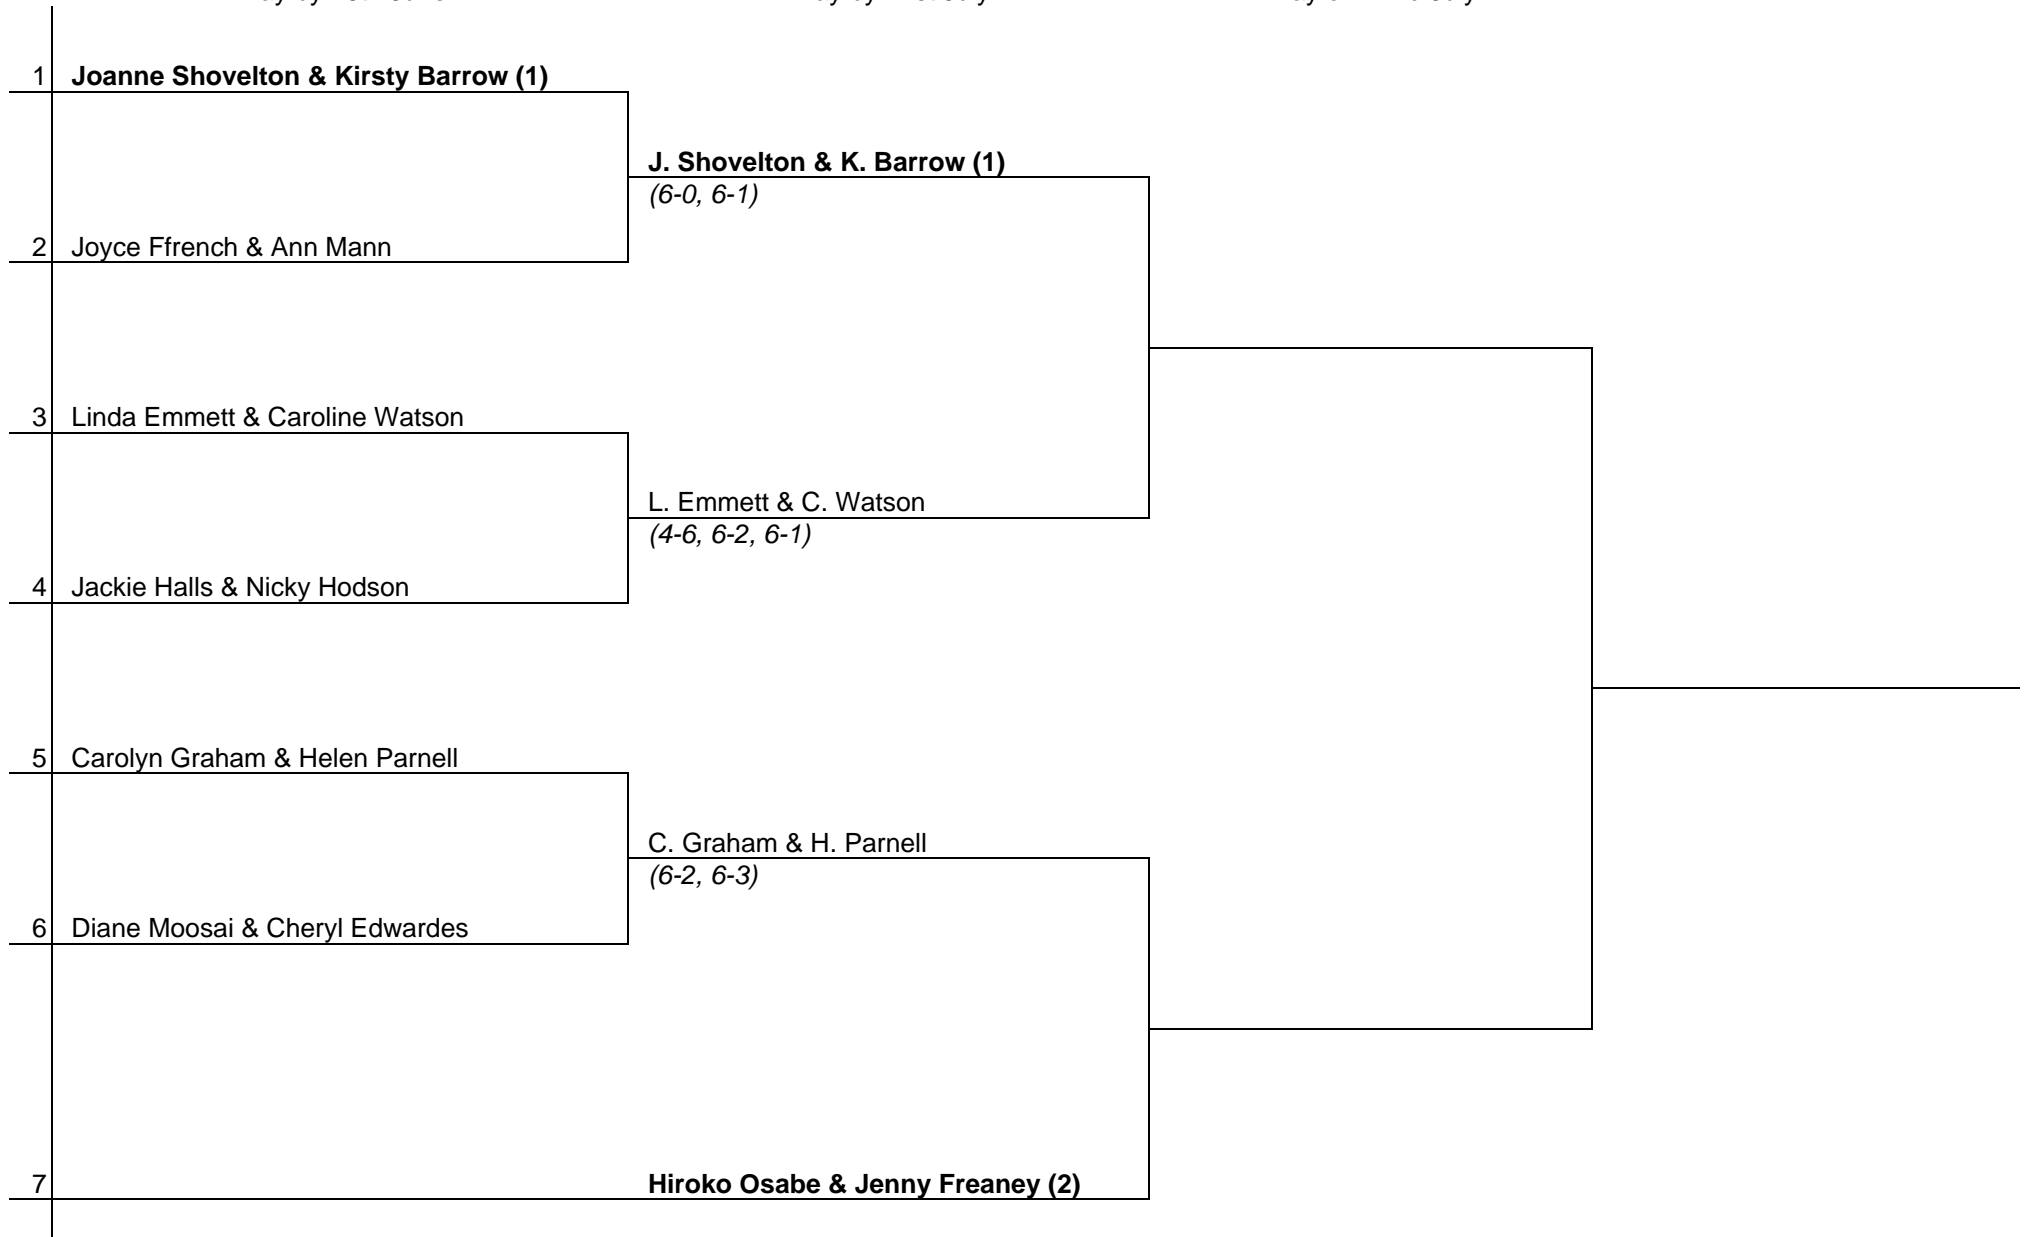 1 Joanne Shovelton & Kirsty Barrow (1)
J. Shovelton & K. Barrow (1)
(6-0, 6-1)
2 Joyce Ffrench & Ann Mann
3 Linda Emmett & Caroline Watson
L. Emmett & C. Watson
(4-6, 6-2, 6-1)
4 Jackie Halls & Nicky Hodson
5 Carolyn Graham & Helen Parnell
C. Graham & H. Parnell
(6-2, 6-3)
6 Diane Moosai & Cheryl Edwardes
7 Hiroko Osabe & Jenny Freaney (2)